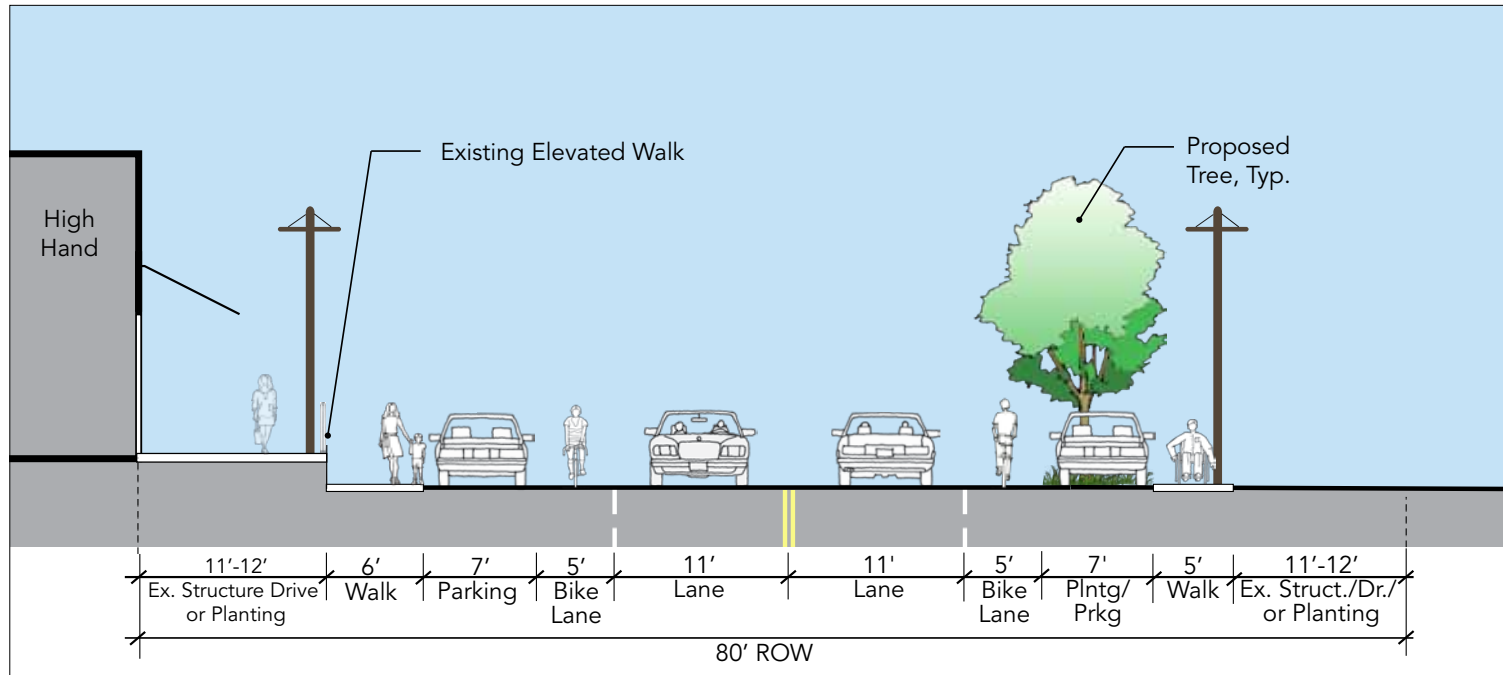 Existing Elevated Walk
Proposed
Tree, Typ.
High
Hand
11'-12'
Ex. Structure Drive
or Planting
6’
Walk
7’
Parking
5’
Bike
Lane
11’
Lane
11’
Lane
5’
Bike
Lane
7'
Plntg/
Prkg
5’
Walk
11’-12’
Ex. Struct./Dr./
or Planting
80’ ROW